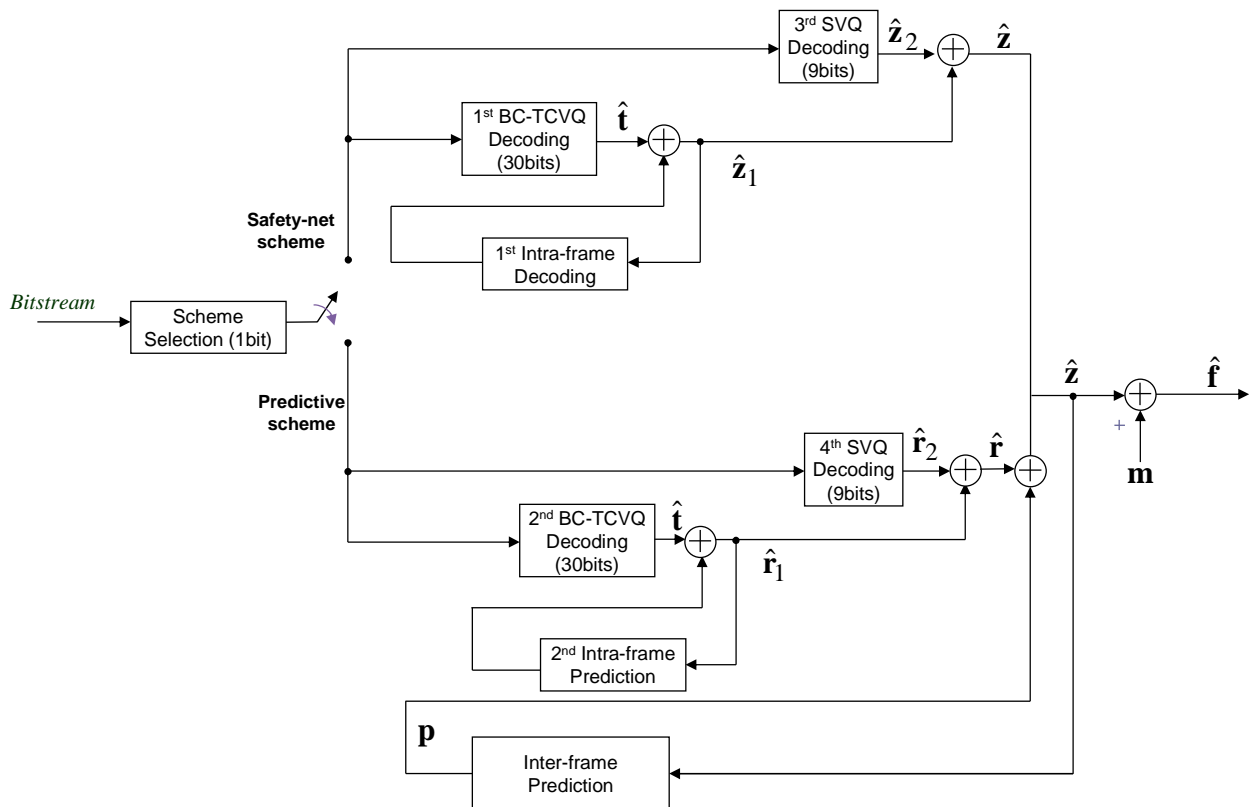 3rd SVQ
Decoding
(9bits)
ẑ2
ẑ
1st BC-TCVQ
Decoding
(30bits)
t̂
ẑ1
Safety-net
scheme
1st Intra-frame
Decoding
Bitstream
Scheme
Selection (1bit)
Predictive
scheme
ẑ
f̂
+
m
4th SVQ
Decoding
(9bits)
r̂2
r̂
2nd BC-TCVQ
Decoding
(30bits)
t̂
r̂1
2nd Intra-frame
Prediction
p
Inter-frame
Prediction